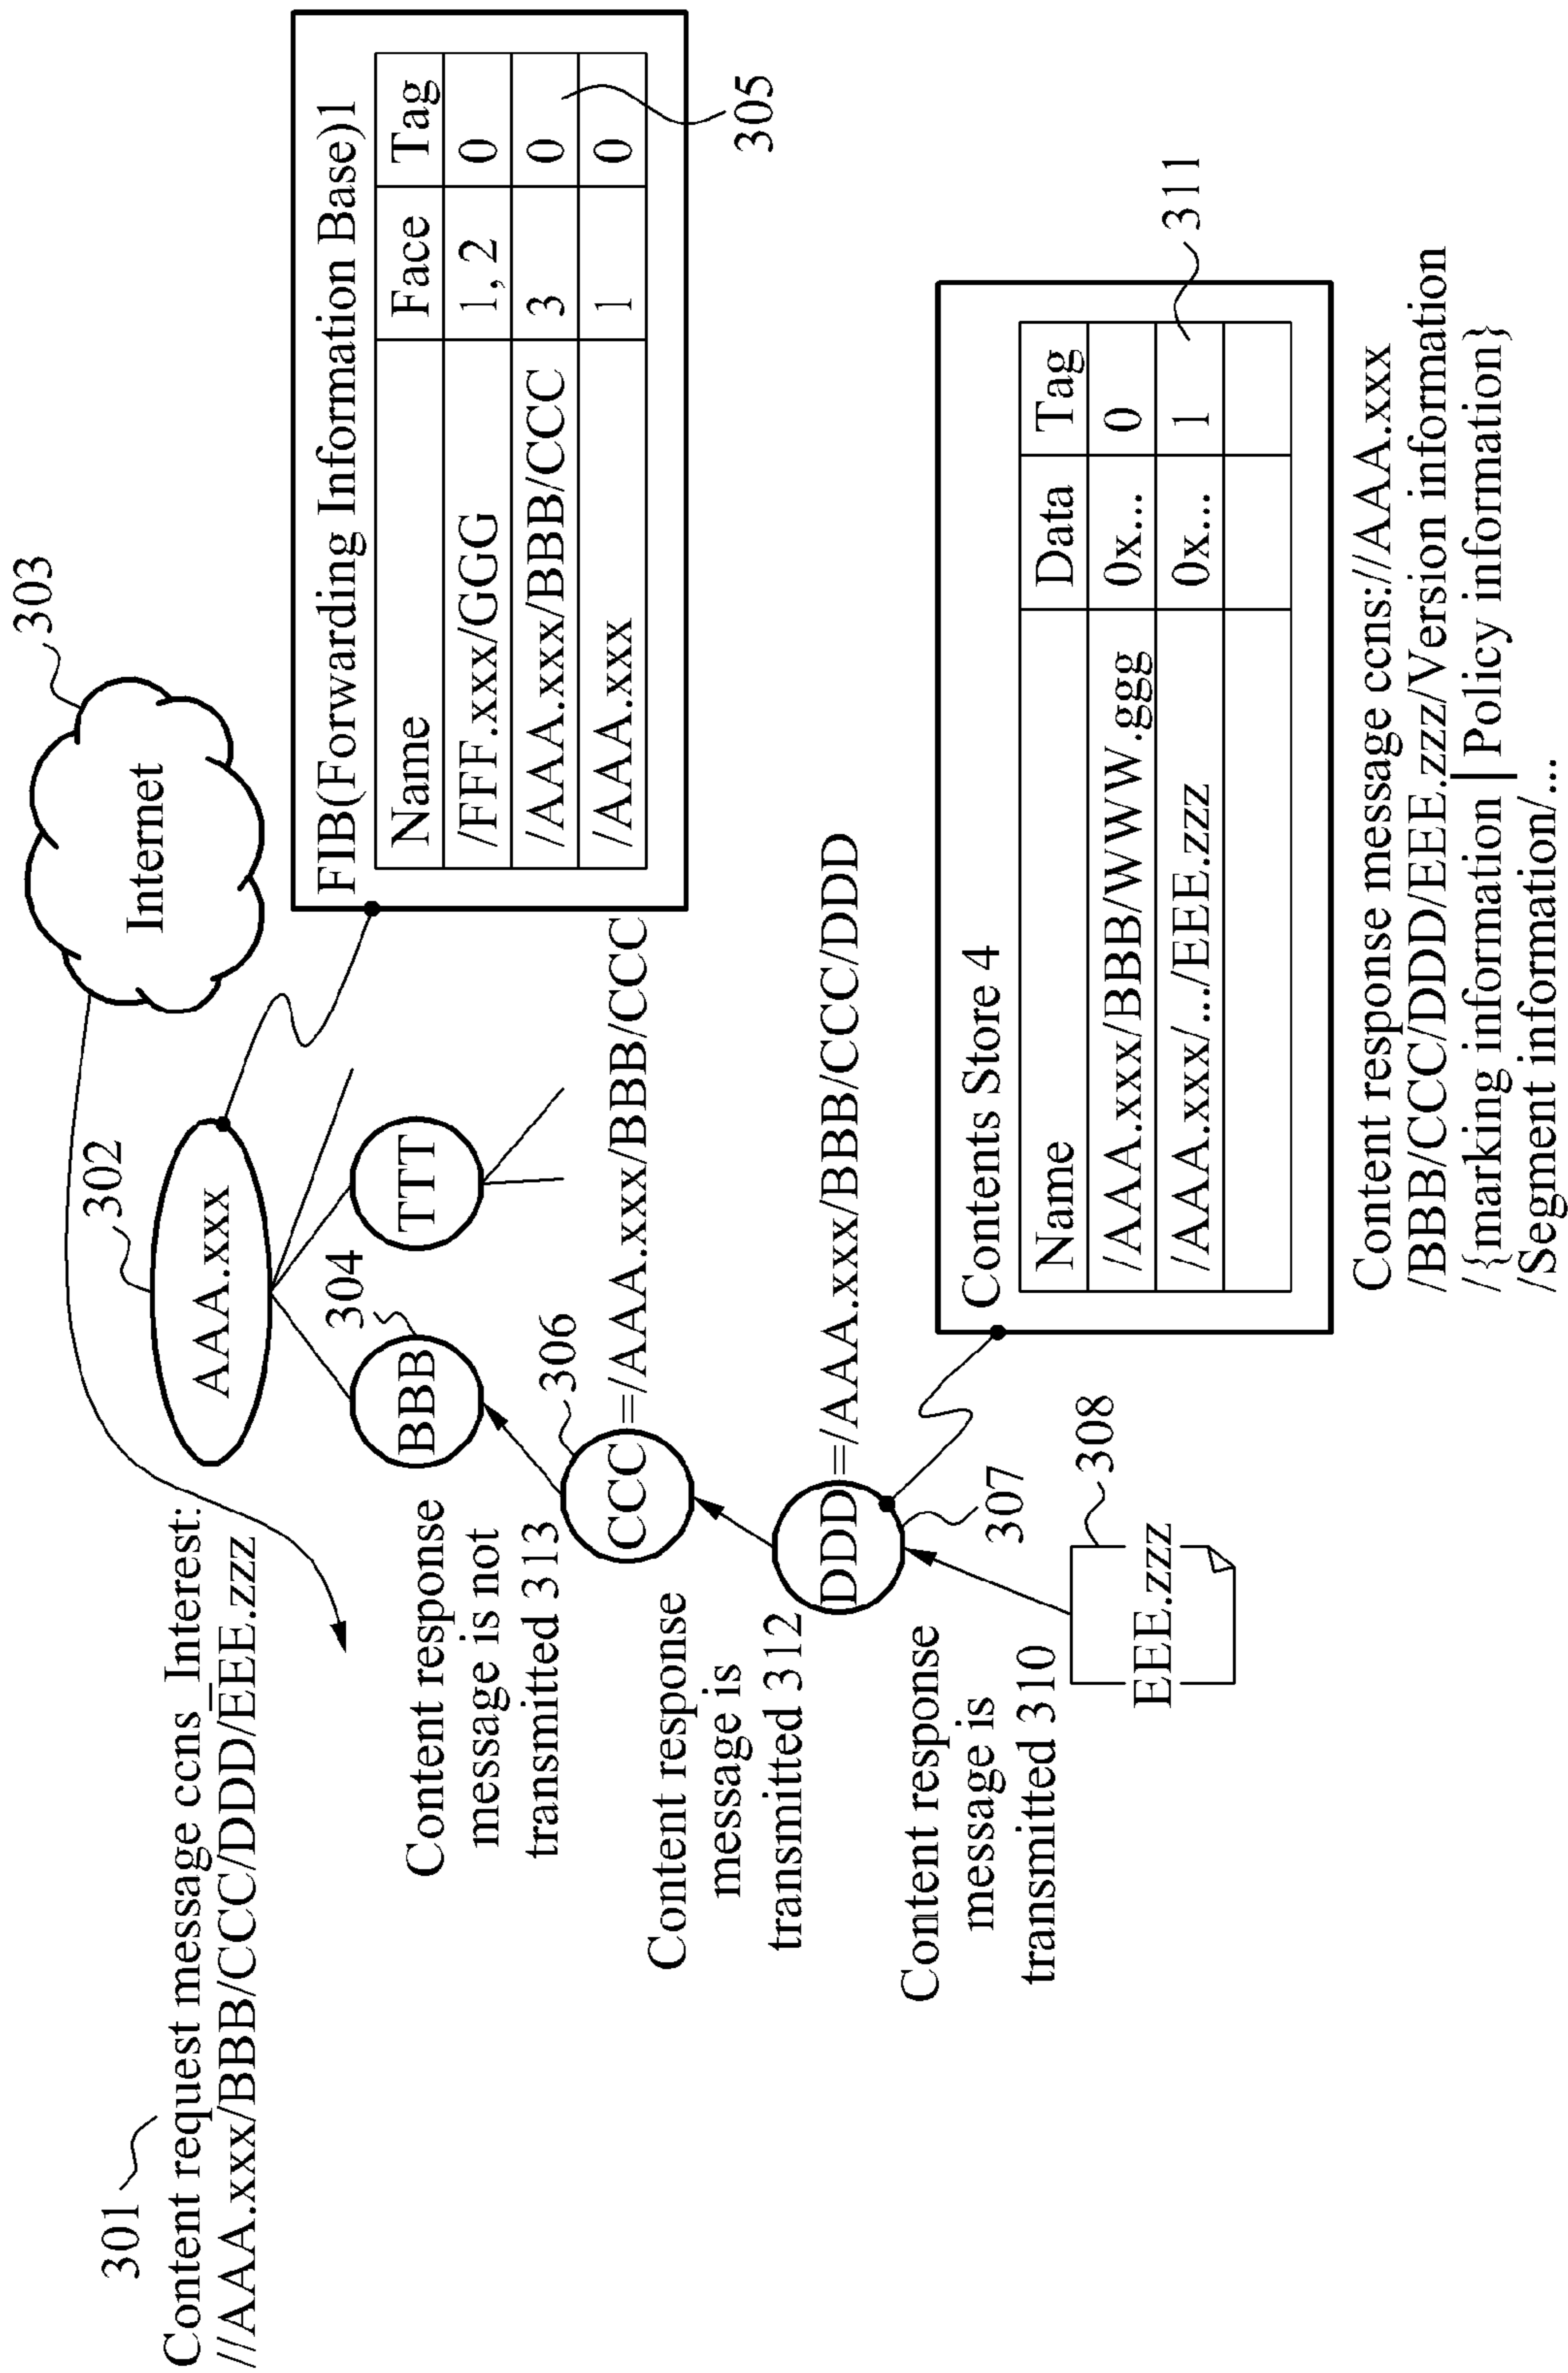 301
Content request message ccns_Interest:
//AAA.xxx/BBB/CCC/DDD/EEE.zzz
303
Internet
302
AAA.xxx
304
BBB
TTT
FIB(Forwarding Information Base)1
Name Face Tag
/FFF.xxx/GGG 1, 2 0
/AAA.xxx/BBB/CCC 3 0
/AAA.xxx 1 0
305
Content response
message is not
transmitted 313
306
CCC=/AAA.xxx/BBB/CCC
Content response
message is
transmitted 312
DDD=/AAA.xxx/BBB/CCC/DDD
307
Content response
message is
transmitted 310
308
EEE.zzz
Contents Store 4
Name Data Tag
/AAA.xxx/BBB/WWW.ggg 0x... 0
/AAA.xxx/.../EEE.zzz 0x... 1
311
Content response message ccns://AAA.xxx
/BBB/CCC/DDD/EEE.zzz/Version information
/{marking information | Policy information}
/Segment information/...